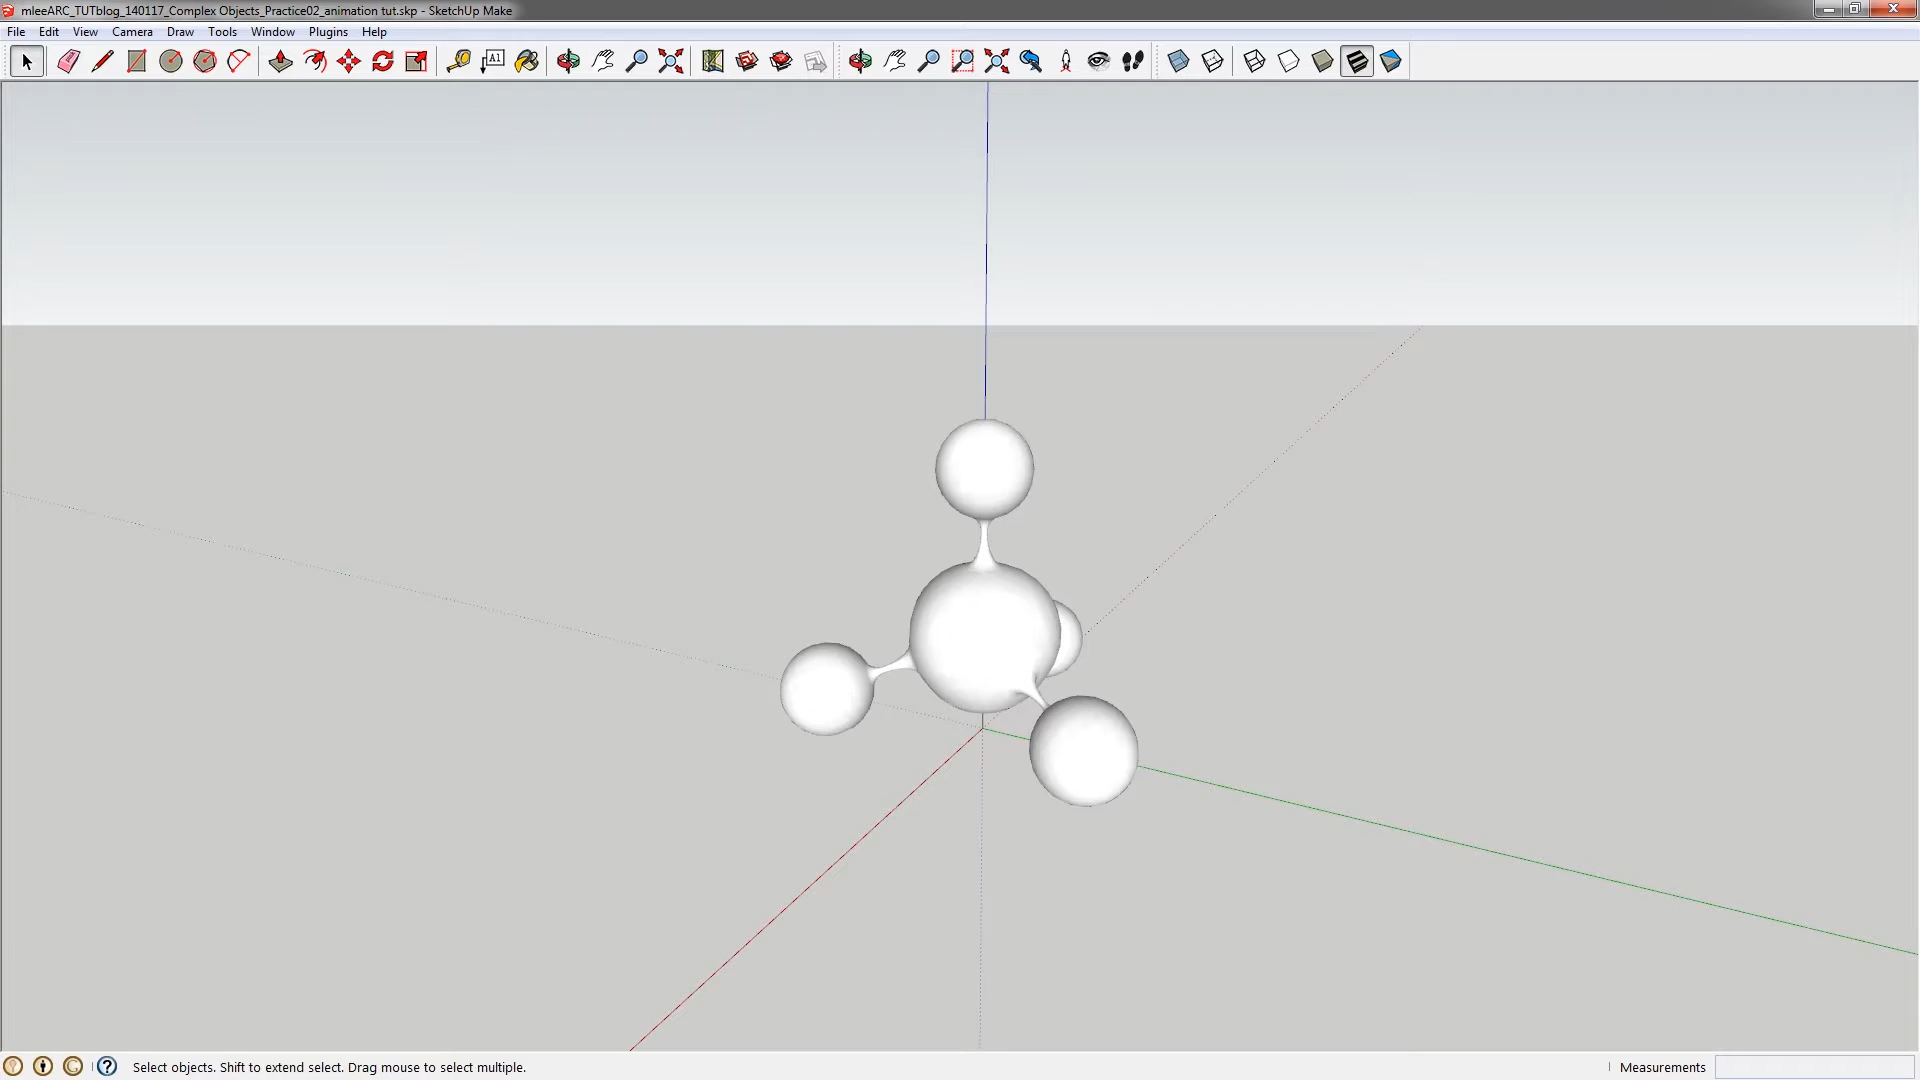 mleeARC_TUTblog_140117_Complex Objects_Practice02_animation tut.skp - SketchUp Make
File Edit View Camera Draw Tools Window Plugins Help
A1
Select objects. Shift to extend select. Drag mouse to select multiple.
Measurements